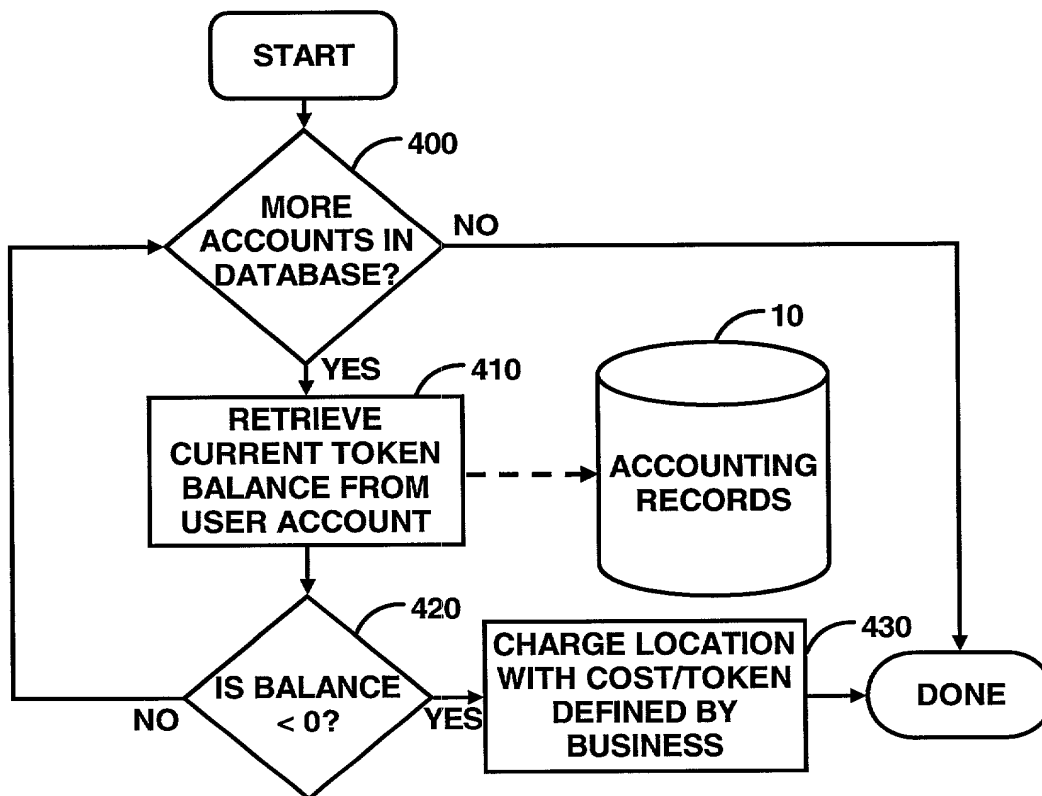 START
400
MORE
ACCOUNTS IN
DATABASE?
NO
10
YES
410
RETRIEVE
CURRENT TOKEN
BALANCE FROM
USER ACCOUNT
ACCOUNTING
RECORDS
420
IS BALANCE
< 0?
NO
YES
CHARGE LOCATION
WITH COST/TOKEN
DEFINED BY
BUSINESS
430
DONE